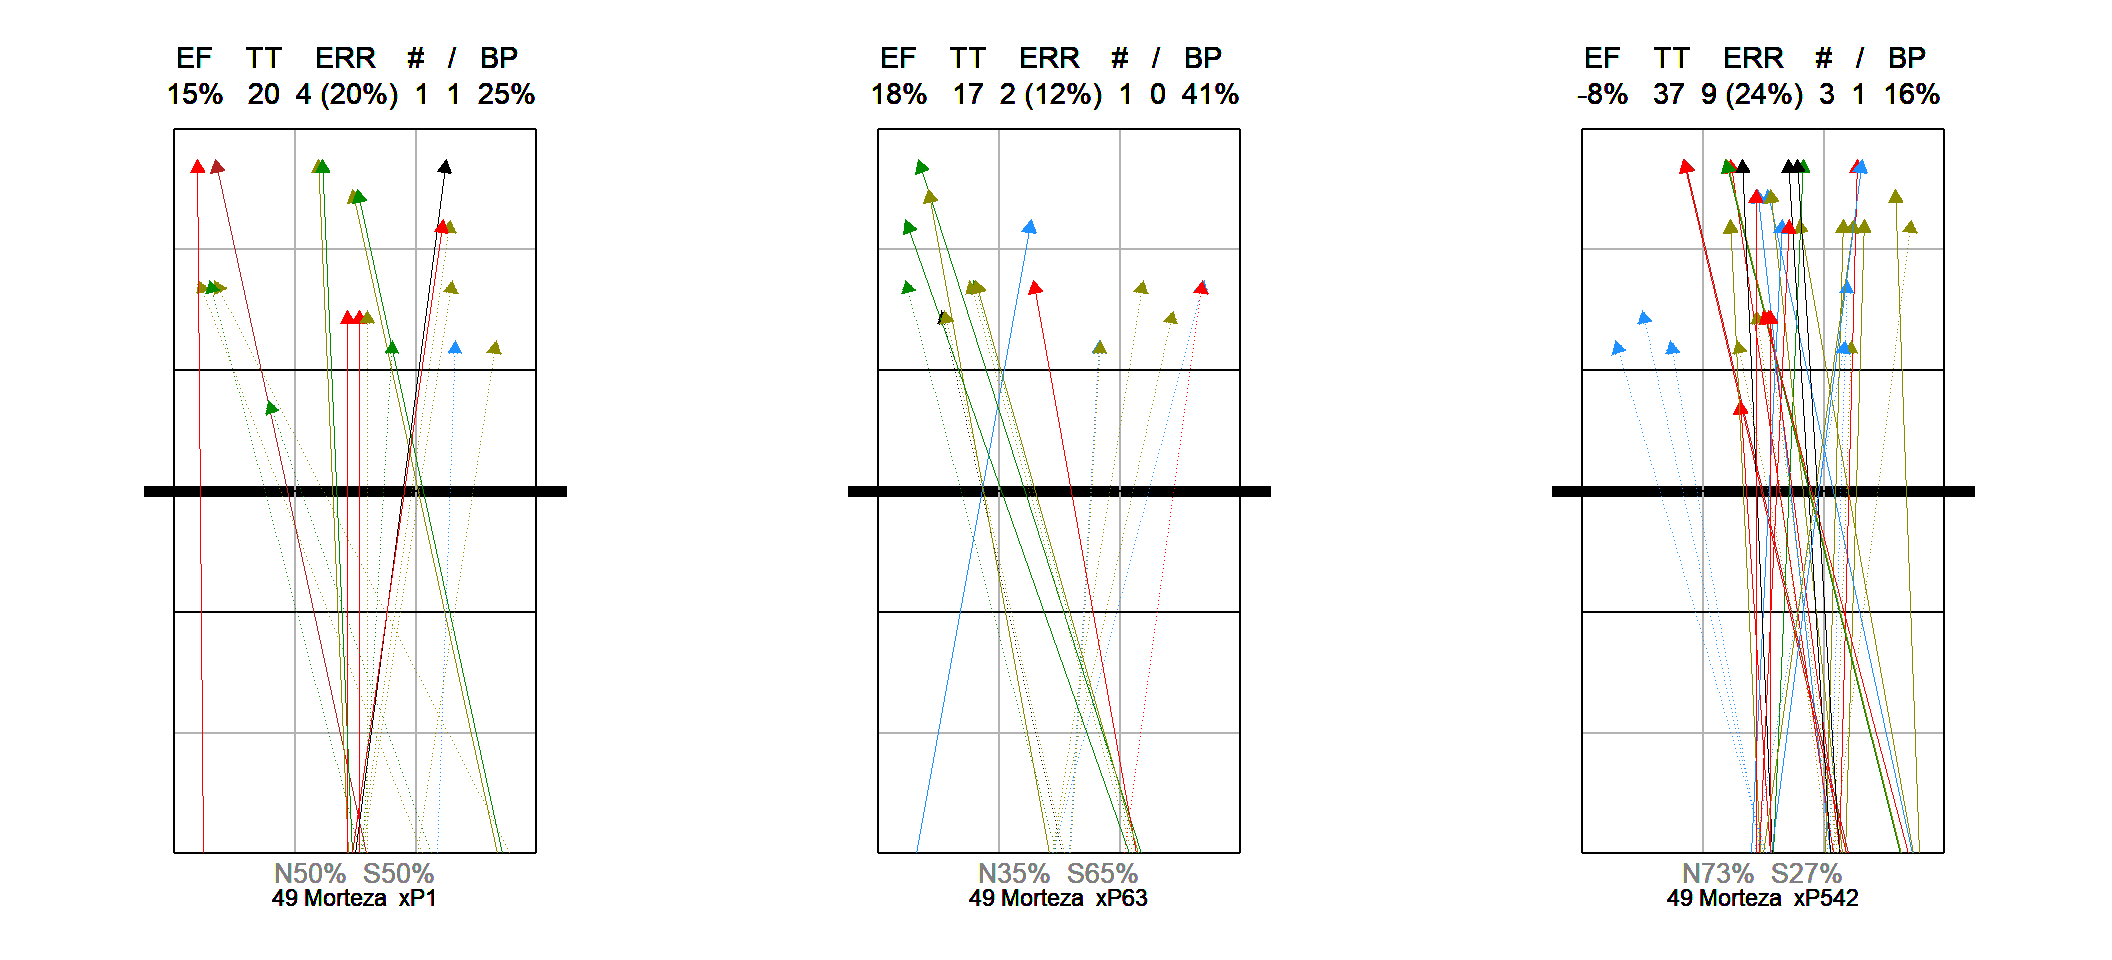 EF TT ERR # / BP
15% 20 4 (20%) 1 1 25%
N50% S50%
49 Morteza xP1
EF TT ERR # / BP
18% 17 2 (12%) 1 0 41%
N35% S65%
49 Morteza xP63
EF TT ERR # / BP
-8% 37 9 (24%) 3 1 16%
N73% S27%
49 Morteza xP542